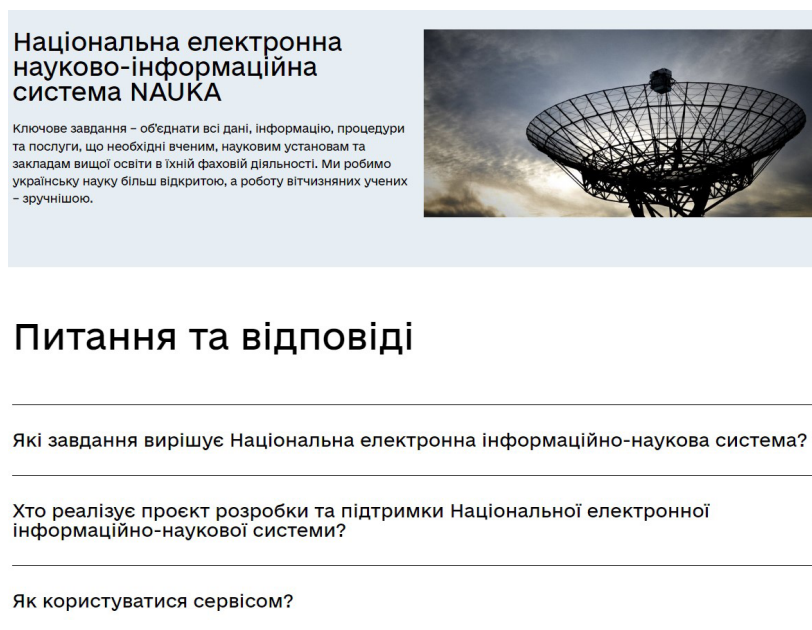 Національна електронна
науково-інформаційна
система NAUKA
Ключове завдання – об'єднати всі дані, інформацію, процедури
та послуги, що необхідні вченим, науковим установам та
закладам вищої освіти в їхній фаховій діяльності. Ми робимо
українську науку більш відкритою, а роботу вітчизняних учених
– зручнішою.
Питання та відповіді
Які завдання вирішує Національна електронна інформаційно-наукова система?
Хто реалізує проєкт розробки та підтримки Національної електронної
інформаційно-наукової системи?
Як користуватися сервісом?